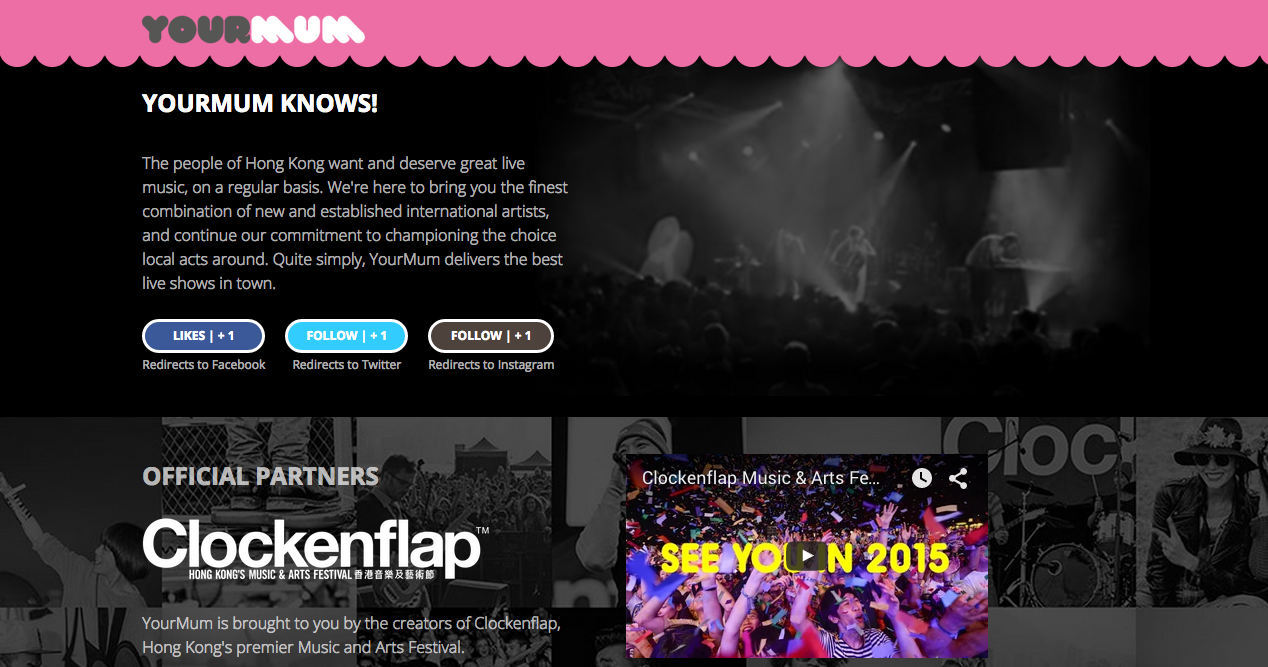 YOURMUM
YOURMUM KNOWS!
The people of Hong Kong want and deserve great live
music, on a regular basis. We're here to bring you the finest
combination of new and established international artists,
and continue our commitment to championing the choice
local acts around. Quite simply, YourMum delivers the best
live shows in town.
LIKES | + 1
FOLLOW | + 1
FOLLOW | + 1
Redirects to Facebook
Redirects to Twitter
Redirects to Instagram
OFFICIAL PARTNERS
Clockenflap™
HONG KONG'S MUSIC & ARTS FESTIVAL 香港音樂及藝術節
YourMum is brought to you by the creators of Clockenflap,
Hong Kong's premier Music and Arts Festival.
Clockenflap Music & Arts Fe...
SEE YO N 2015
Clock